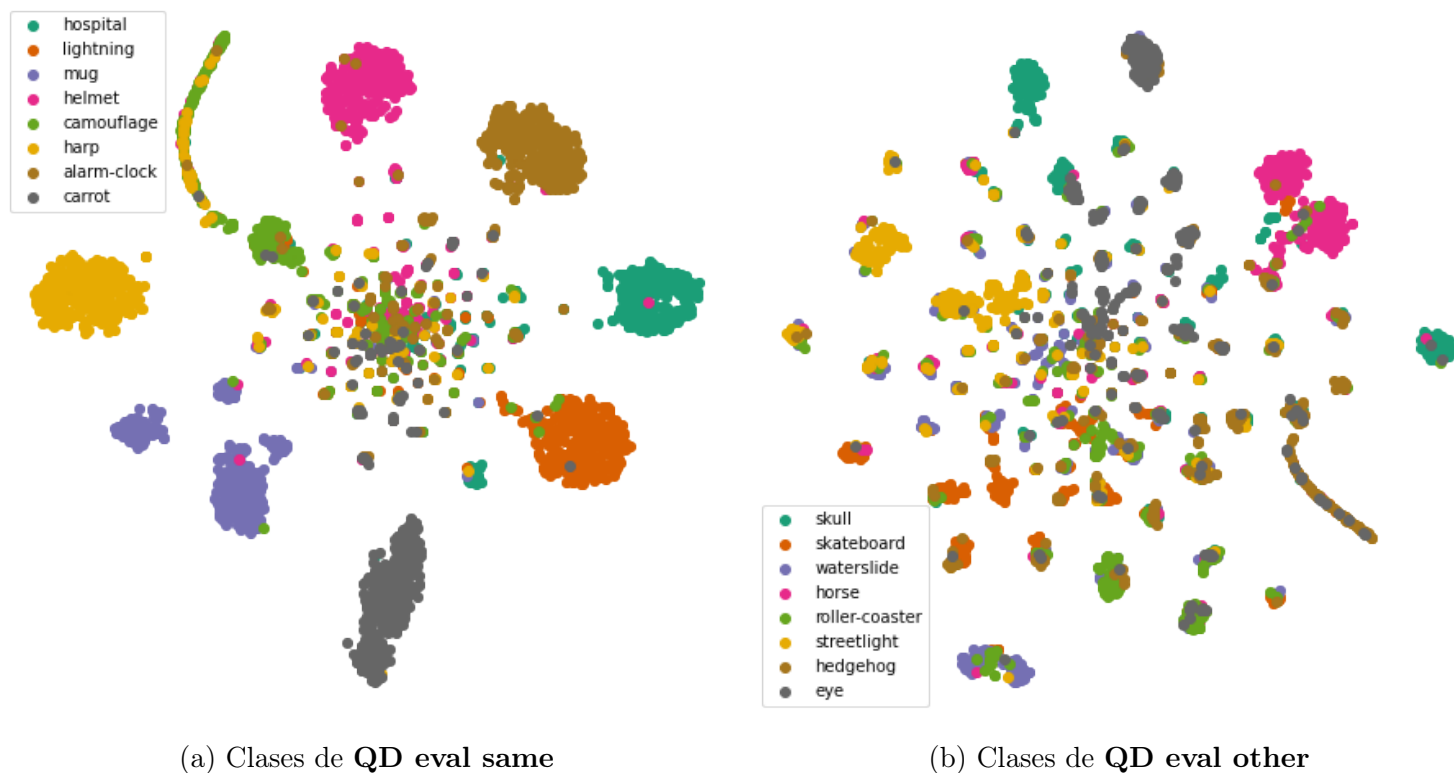 hospital
lightning
mug
helmet
camouflage
harp
alarm-clock
carrot
skull
skateboard
waterslide
horse
roller-coaster
streetlight
hedgehog
eye
(a) Clases de QD eval same
(b) Clases de QD eval other